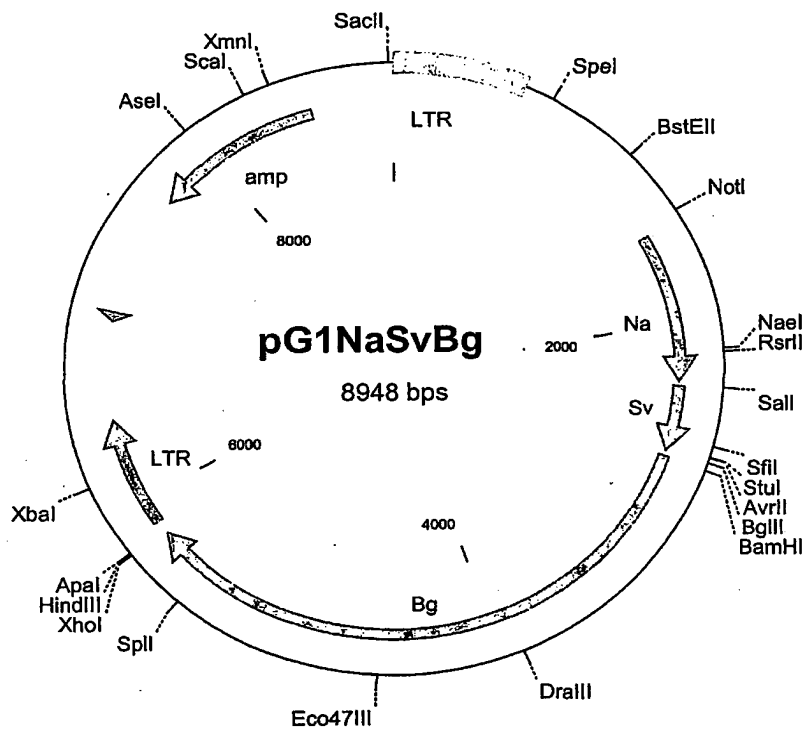 SacII
XmnI
ScaI
AseI
LTR
SpeI
BstEII
NotI
amp
8000
pG1NaSvBg
8948 bps
Na
2000
NaeI
RsrII
Sv
SalI
SfiI
StuI
AvrII
BglII
BamHI
LTR
6000
XbaI
4000
ApaI
HindIII
XhoI
SplI
Bg
DraIII
Eco47III